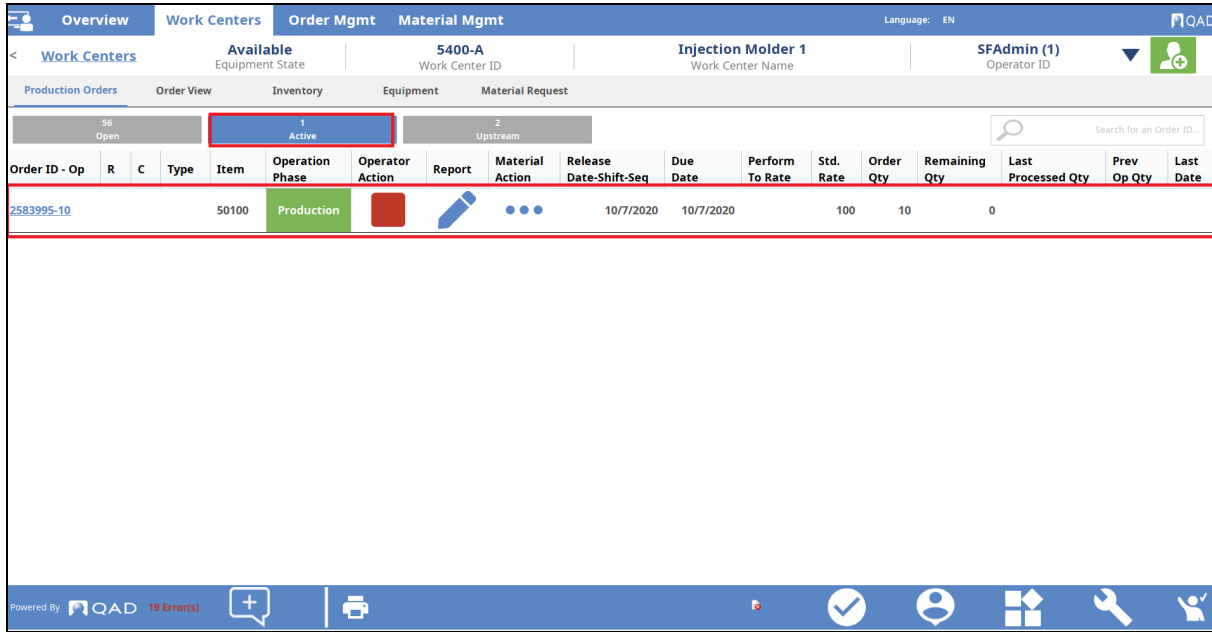 Overview Work Centers Order Mgmt Material Mgmt Language: EN QAD
< Work Centers Available 5400-A Injection Molder 1 SFAdmin (1)
Equipment State Work Center ID Work Center Name Operator ID
Production Orders Order View Inventory Equipment Material Request
56 1 2
Open Active Upstream Search for an Order ID...
Order ID - Op R C Type Item Operation Phase Operator Action Report Material Action Release Date-Shift-Seq Due Date Perform To Rate Std. Rate Order Qty Remaining Qty Last Processed Qty Prev Op Qty Last Date
2583995-10 50100 Production 10/7/2020 10/7/2020 100 10 0
Powered By QAD 19 Error(s)